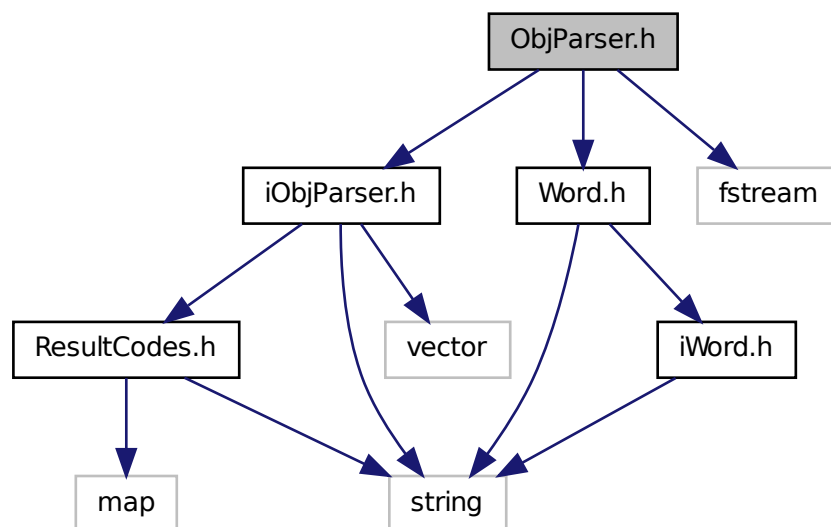 ObjParser.h
iObjParser.h
Word.h
fstream
ResultCodes.h
vector
iWord.h
map
string